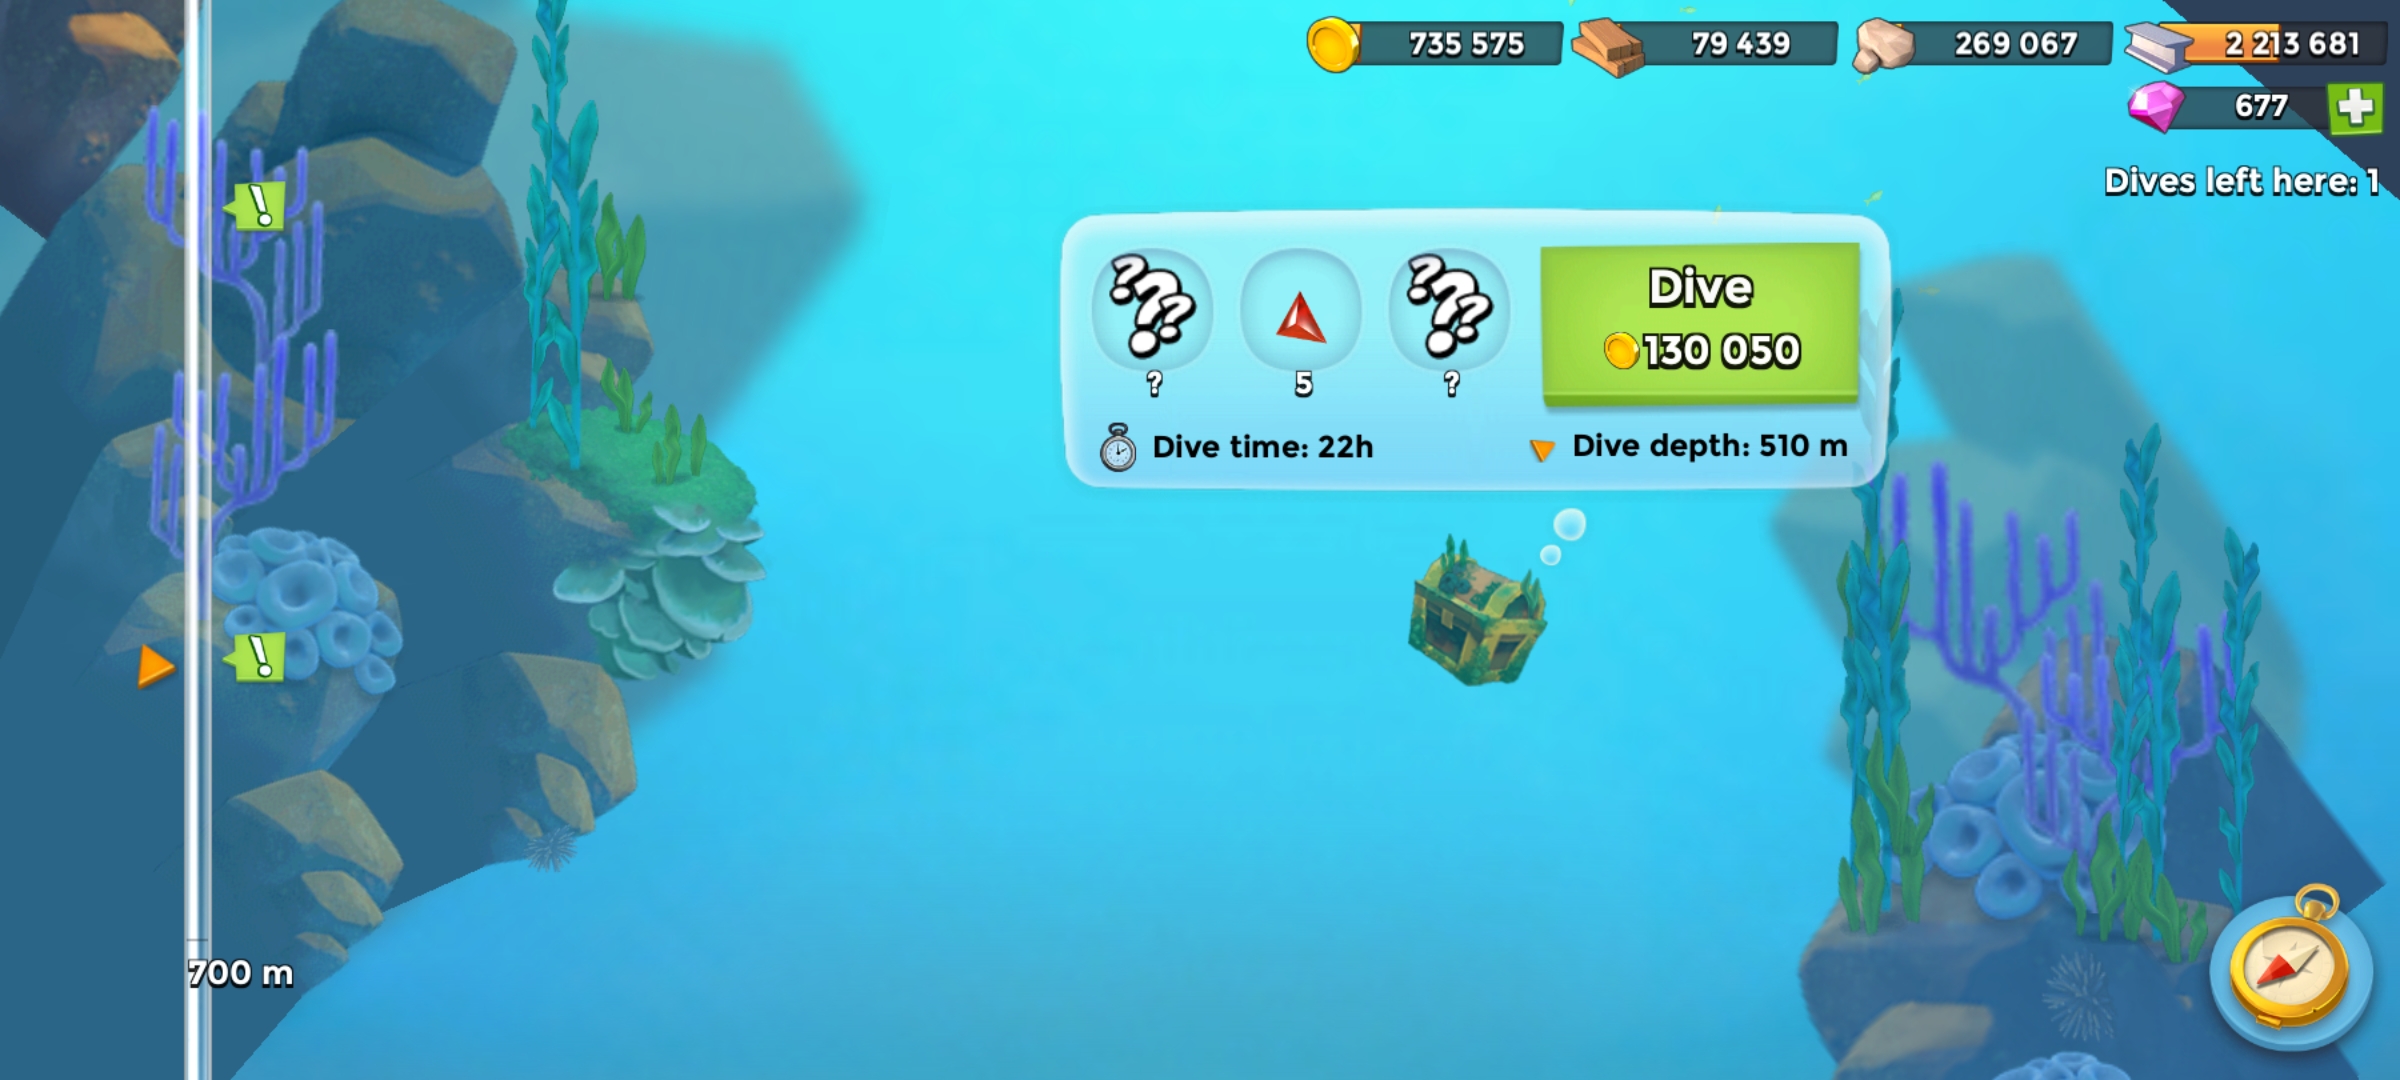 735 575
79 439
269 067
2 213 681
677
Dives left here: 1
???
???
Dive
130 050
?
5
?
Dive time: 22h
Dive depth: 510 m
!
!
700 m